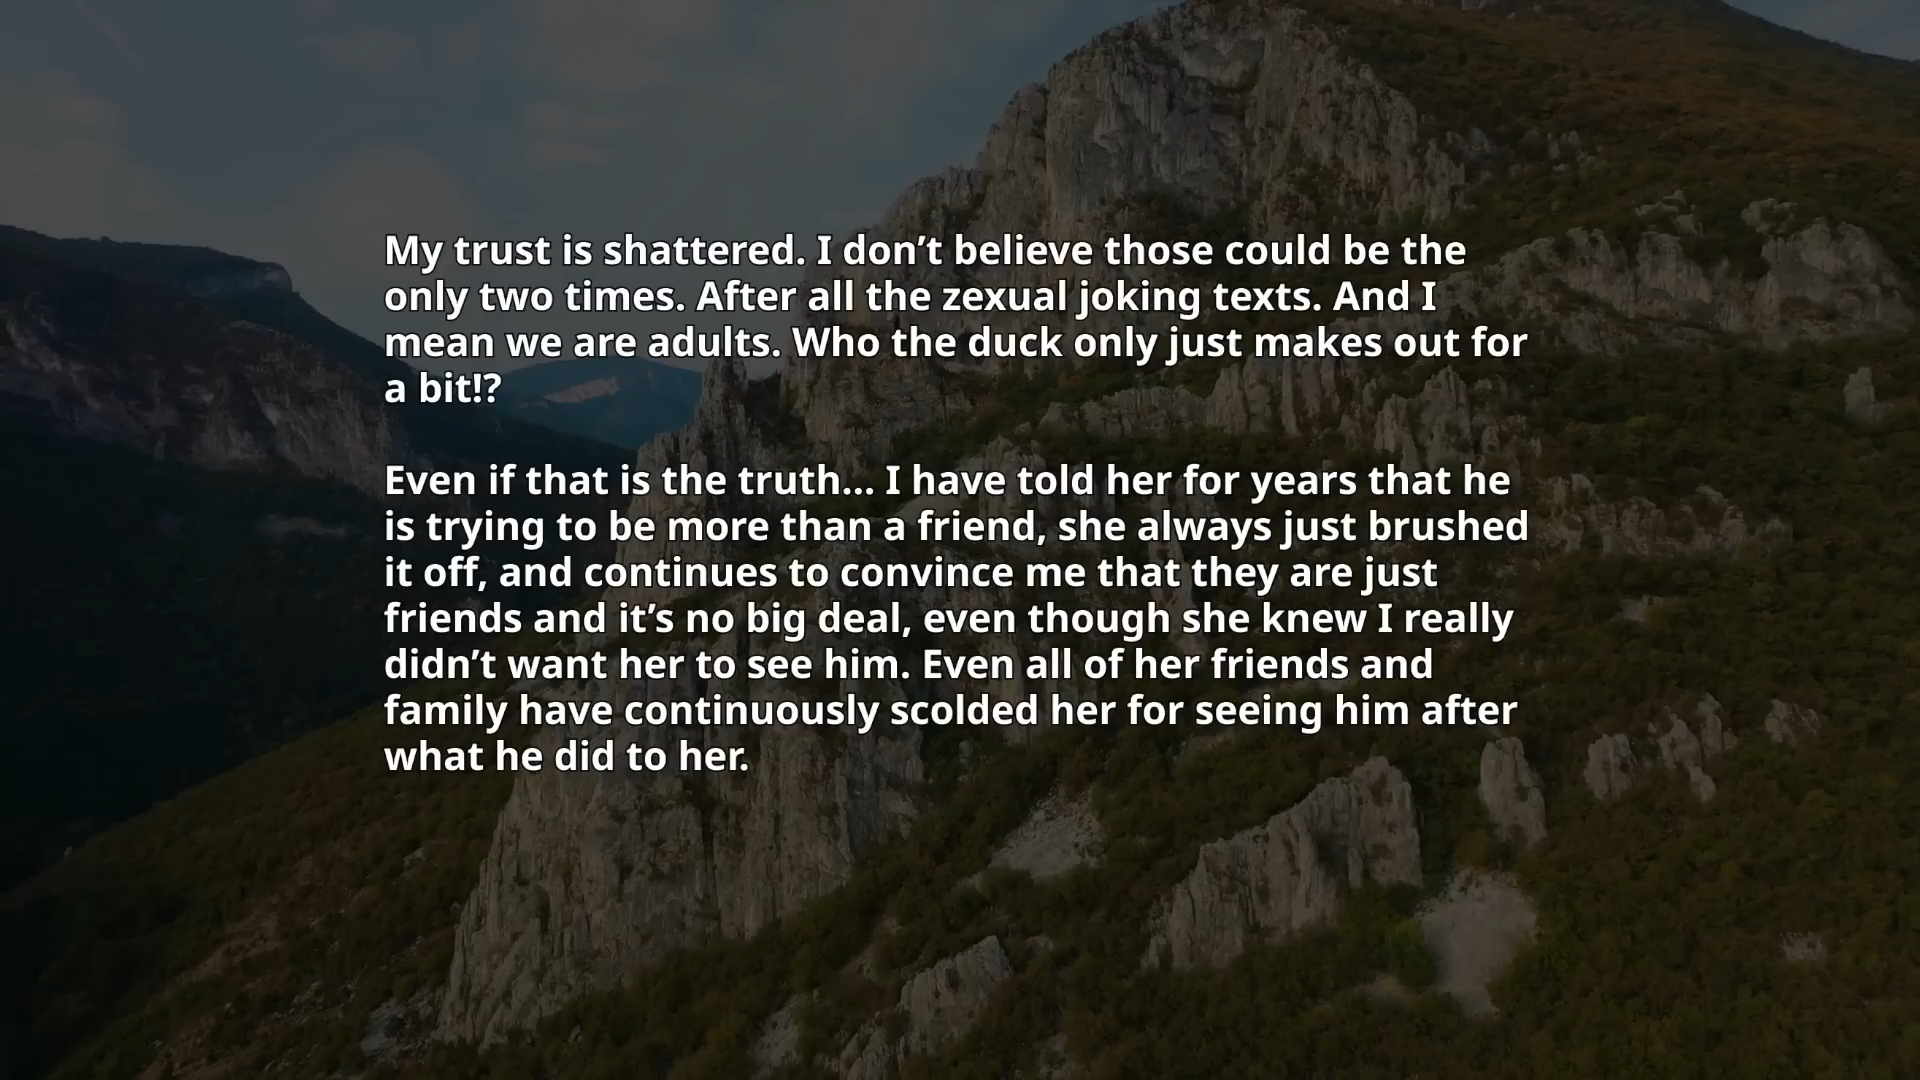 My trust is shattered. I don’t believe those could be the
only two times. After all the zexual joking texts. And I
mean we are adults. Who the duck only just makes out for
a bit!?
Even if that is the truth... I have told her for years that he
is trying to be more than a friend, she always just brushed
it off, and continues to convince me that they are just
friends and it’s no big deal, even though she knew I really
didn’t want her to see him. Even all of her friends and
family have continuously scolded her for seeing him after
what he did to her.